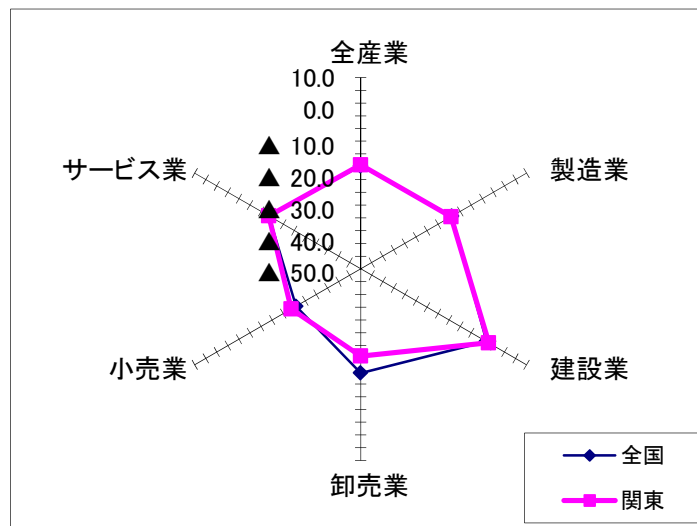 全産業
10.0
0.0
▲ 10.0
▲ 20.0
▲ 30.0
▲ 40.0
▲ 50.0
サービス業
製造業
小売業
建設業
卸売業
全国
関東